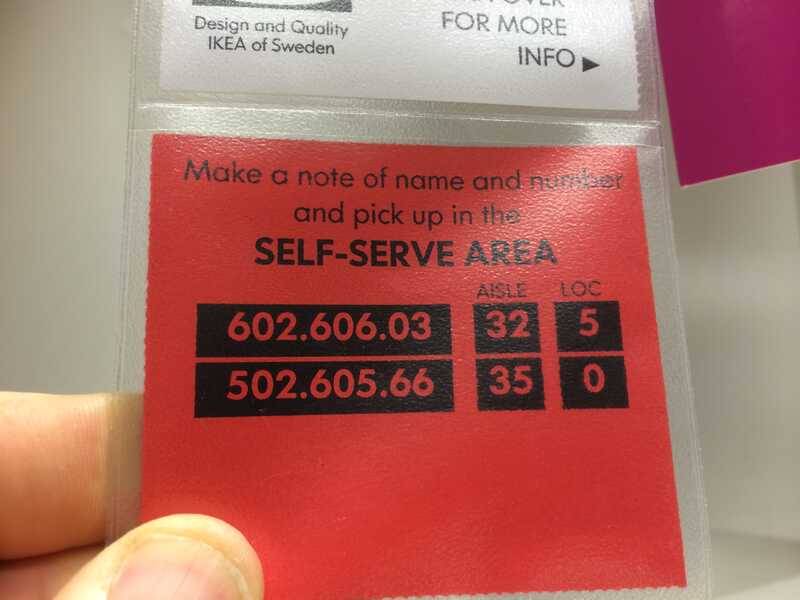 Design and Quality
IKEA of Sweden
FOR MORE
INFO ▶
Make a note of name and number
and pick up in the
SELF-SERVE AREA
AISLE LOC
602.606.03 32 5
502.605.66 35 0